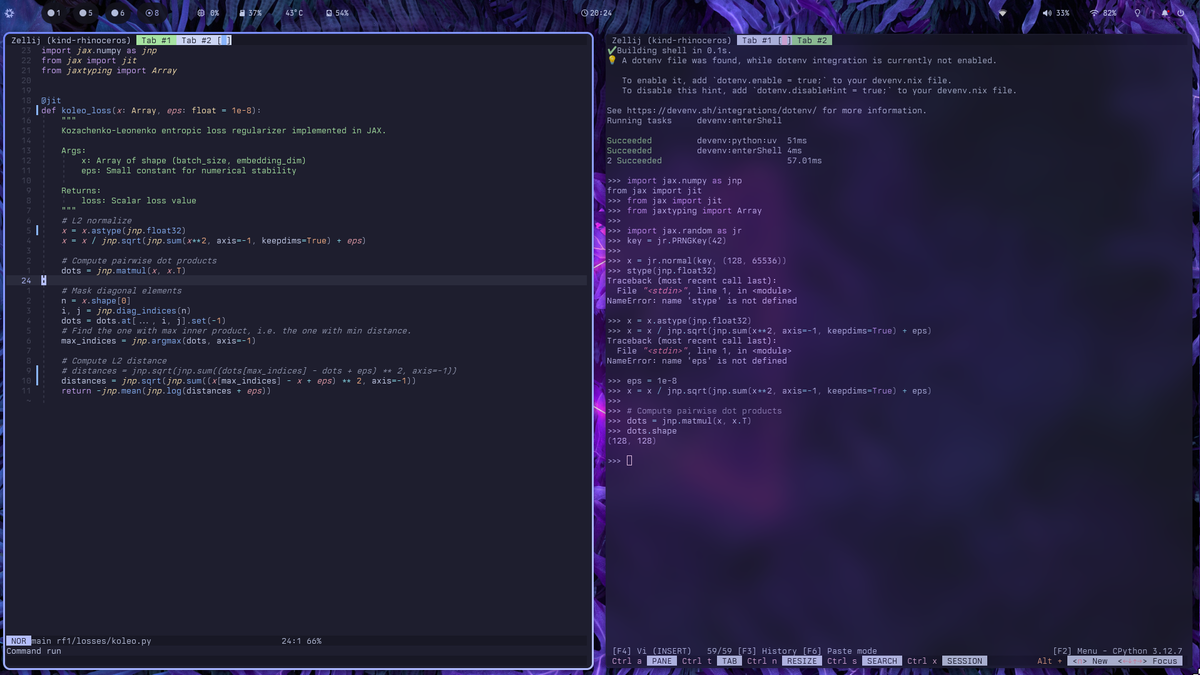 1 5 6 8 0% 37% 43°C 54% 20:24 33% 82%
Zellij (kind-rhinoceros) Tab #1 Tab #2 [ ]
23 import jax.numpy as jnp
22 from jax import jit
21 from jaxtyping import Array
20
19
18 @jit
17 def koleo_loss(x: Array, eps: float = 1e-8):
16 """
15 Kozachenko-Leonenko entropic loss regularizer implemented in JAX.
14
13 Args:
12 x: Array of shape (batch_size, embedding_dim)
11 eps: Small constant for numerical stability
10
9 Returns:
8 loss: Scalar loss value
7 """
6 # L2 normalize
5 x = x.astype(jnp.float32)
4 x = x / jnp.sqrt(jnp.sum(x**2, axis=-1, keepdims=True) + eps)
3
2 # Compute pairwise dot products
1 dots = jnp.matmul(x, x.T)
24
1 # Mask diagonal elements
2 n = x.shape[0]
3 i, j = jnp.diag_indices(n)
4 dots = dots.at[..., i, j].set(-1)
5 # Find the one with max inner product, i.e. the one with min distance.
6 max_indices = jnp.argmax(dots, axis=-1)
7
8 # Compute L2 distance
9 # distances = jnp.sqrt(jnp.sum((dots[max_indices] - dots + eps) ** 2, axis=-1))
10 distances = jnp.sqrt(jnp.sum((x[max_indices] - x + eps) ** 2, axis=-1))
11 return -jnp.mean(jnp.log(distances + eps))
~
NOR main rf1/losses/koleo.py 24:1 66%
Command run
Zellij (kind-rhinoceros) Tab #1 [ ] Tab #2
✓Building shell in 0.1s.
💡 A dotenv file was found, while dotenv integration is currently not enabled.
To enable it, add `dotenv.enable = true;` to your devenv.nix file.
To disable this hint, add `dotenv.disableHint = true;` to your devenv.nix file.
See https://devenv.sh/integrations/dotenv/ for more information.
Running tasks devenv:enterShell
Succeeded devenv:python:uv 51ms
Succeeded devenv:enterShell 4ms
2 Succeeded 57.01ms
>>> import jax.numpy as jnp
from jax import jit
>>> from jax import jit
>>> from jaxtyping import Array
>>>
>>> import jax.random as jr
>>> key = jr.PRNGKey(42)
>>>
>>> x = jr.normal(key, (128, 65536))
>>> stype(jnp.float32)
Traceback (most recent call last):
File "<stdin>", line 1, in <module>
NameError: name 'stype' is not defined
>>> x = x.astype(jnp.float32)
>>> x = x / jnp.sqrt(jnp.sum(x**2, axis=-1, keepdims=True) + eps)
Traceback (most recent call last):
File "<stdin>", line 1, in <module>
NameError: name 'eps' is not defined
>>> eps = 1e-8
>>> x = x / jnp.sqrt(jnp.sum(x**2, axis=-1, keepdims=True) + eps)
>>>
>>> # Compute pairwise dot products
>>> dots = jnp.matmul(x, x.T)
>>> dots.shape
(128, 128)
>>>
[F4] Vi (INSERT) 59/59 [F3] History [F6] Paste mode [F2] Menu - CPython 3.12.7
Ctrl a PANE Ctrl t TAB Ctrl n RESIZE Ctrl s SEARCH Ctrl x SESSION Alt + New Focus